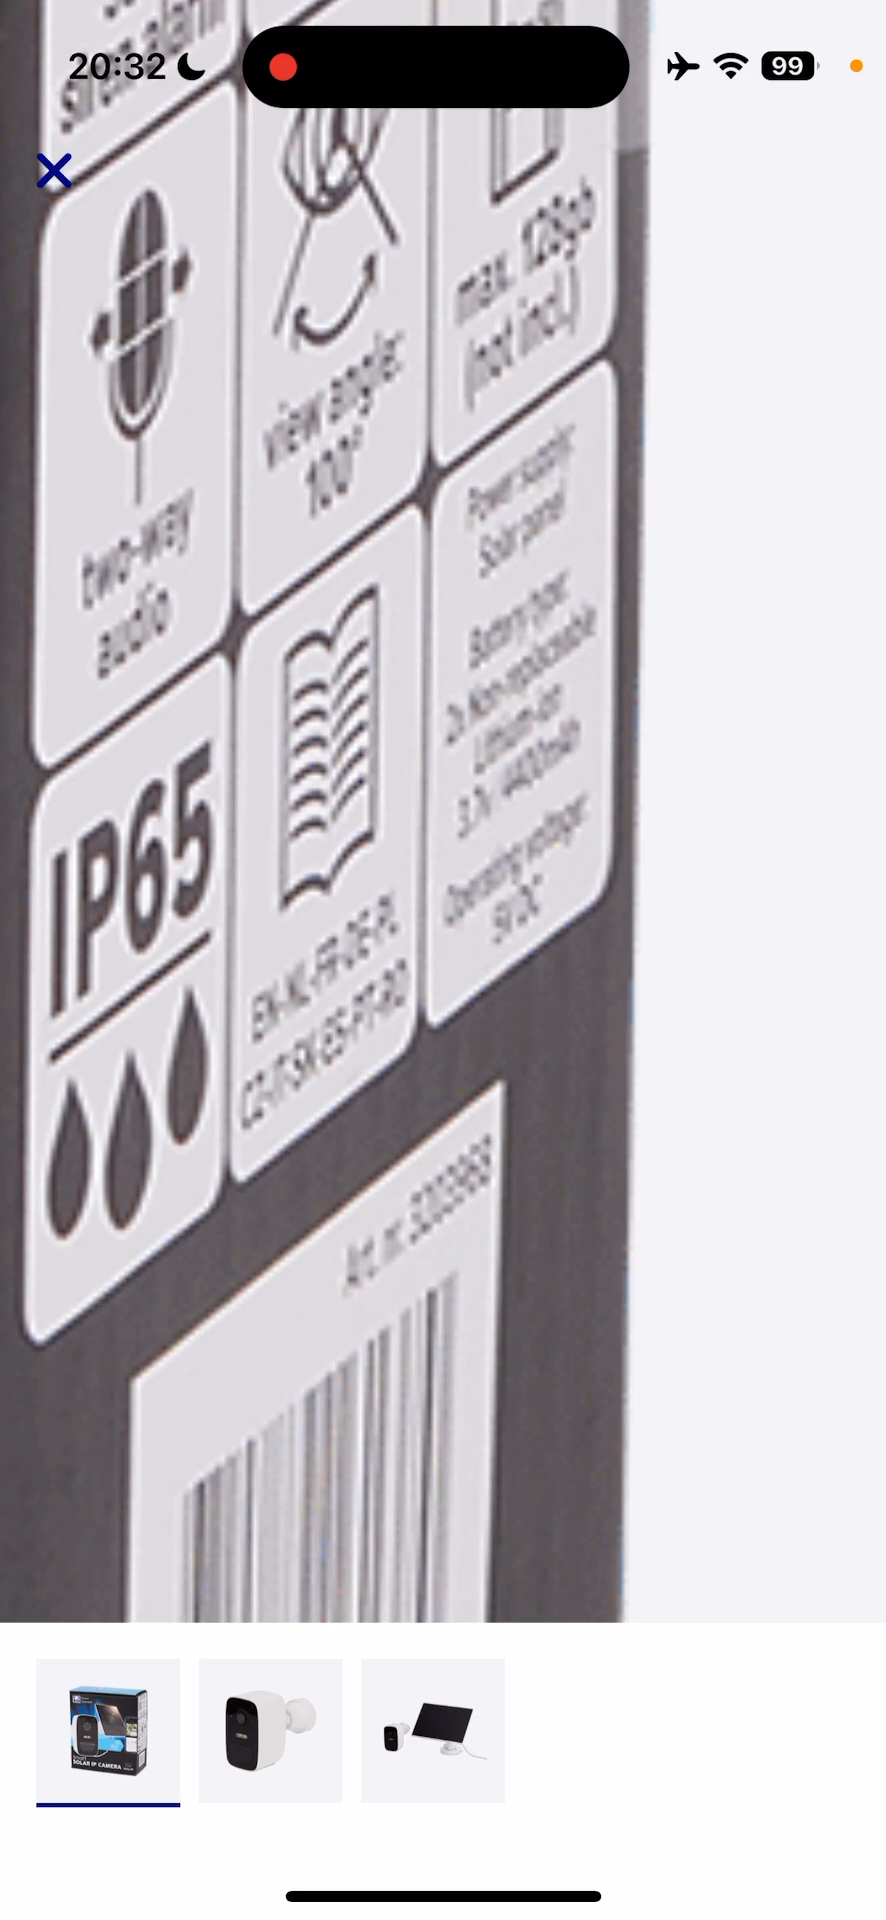 20:32
99
siren alarm
max. 128gb
(not incl.)
view angle:
100°
two-way
audio
Power supply:
Solar panel
Battery type:
2x Non-replaceable
Lithium-ion
3.7V 4400mAh
Operating voltage:
5V DC
IP65
EN-NL-FR-DE-PL
CZ-IT-SK-ES-PT-RO
Art. nr. 3203968
SOLAR IP CAMERA